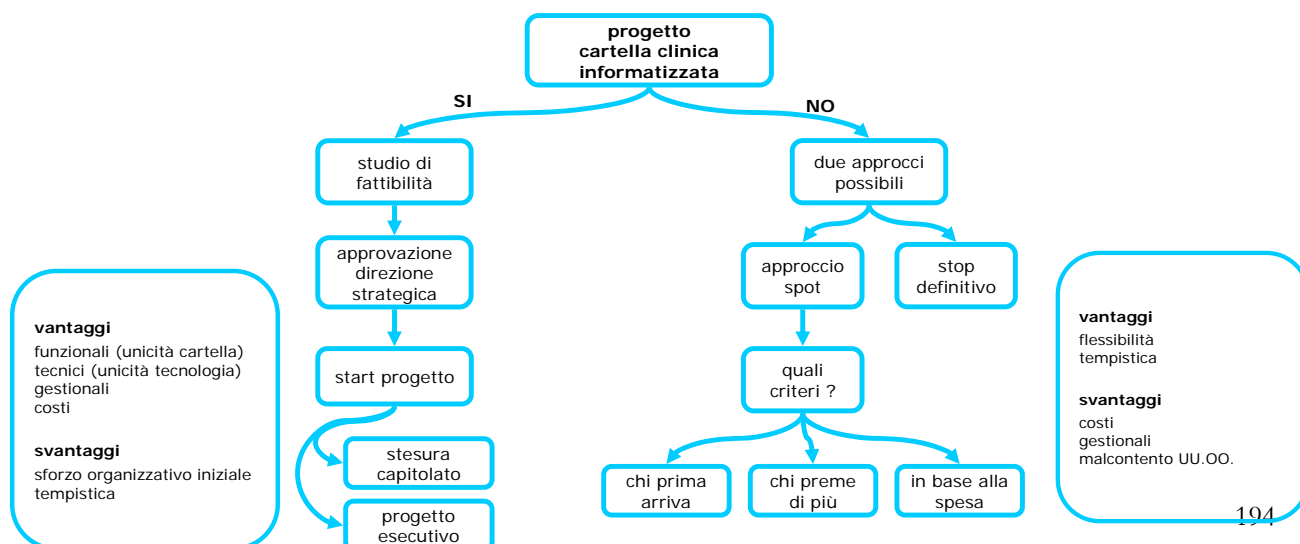 progetto
cartella clinica
informatizzata
SI
NO
studio di
fattibilità
due approcci
possibili
approvazione
direzione
strategica
approccio
spot
stop
definitivo
vantaggi
funzionali (unicità cartella)
tecnici (unicità tecnologia)
gestionali
costi
svantaggi
sforzo organizzativo iniziale
tempistica
start progetto
quali
criteri ?
vantaggi
flessibilità
tempistica
svantaggi
costi
gestionali
malcontento UU.OO.
stesura
capitolato
progetto
esecutivo
chi prima
arriva
chi preme
di più
in base alla
spesa
194